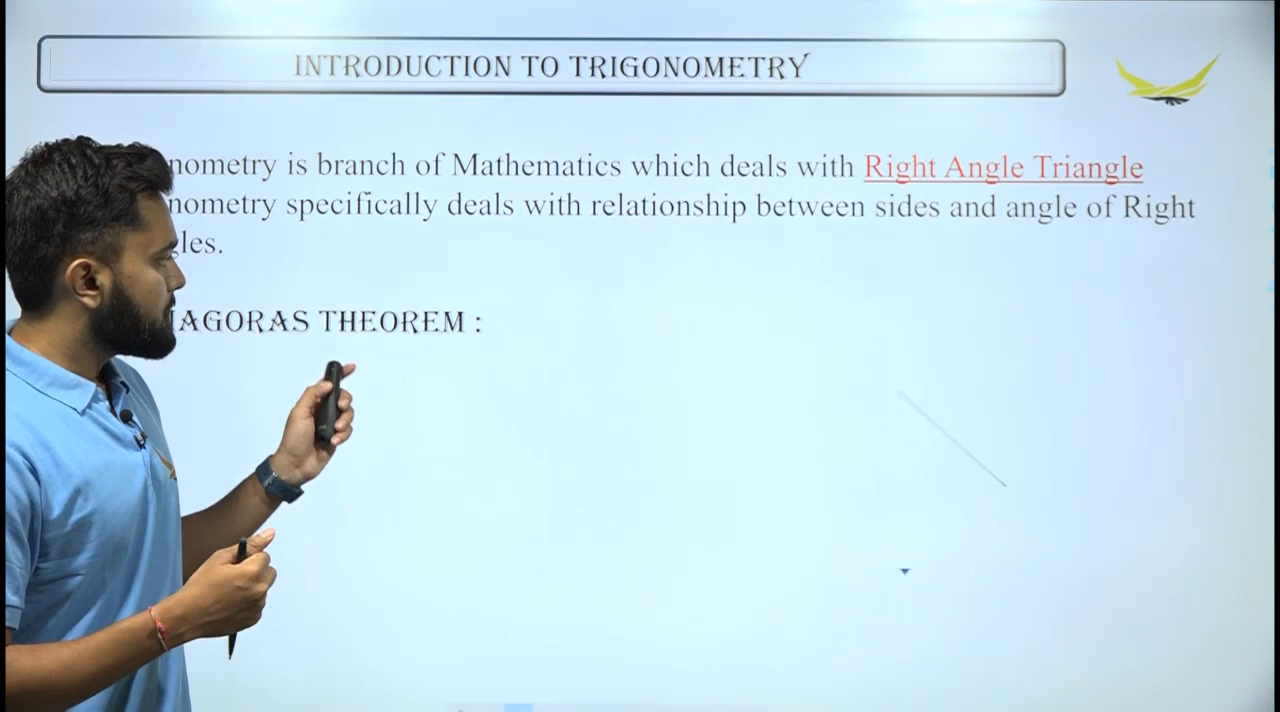 INTRODUCTION TO TRIGONOMETRY
nometry is branch of Mathematics which deals with Right Angle Triangle
nometry specifically deals with relationship between sides and angle of Right
gles.
AGORAS THEOREM :